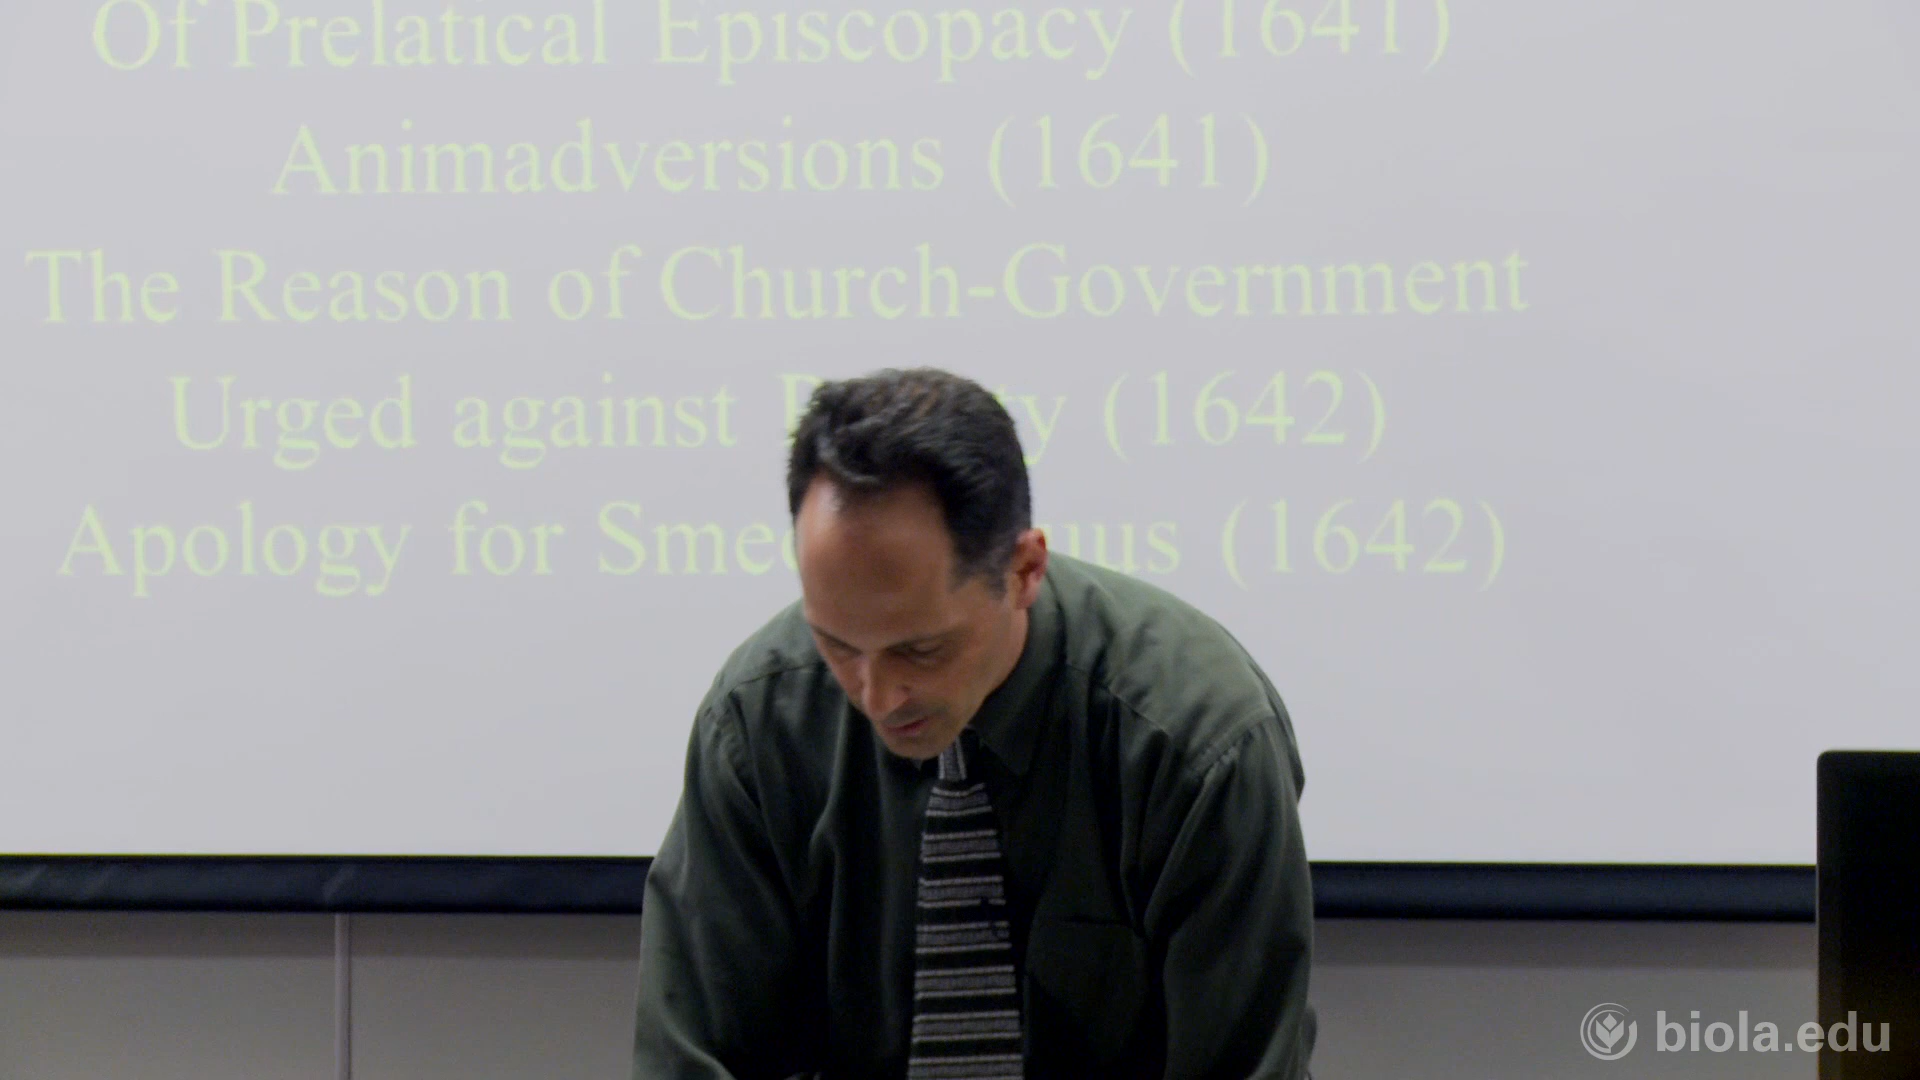 Of Prelatical Episcopacy (1641)
Animadversions (1641)
The Reason of Church-Government
Urged against (1642)
Apology for (1642)
biola.edu